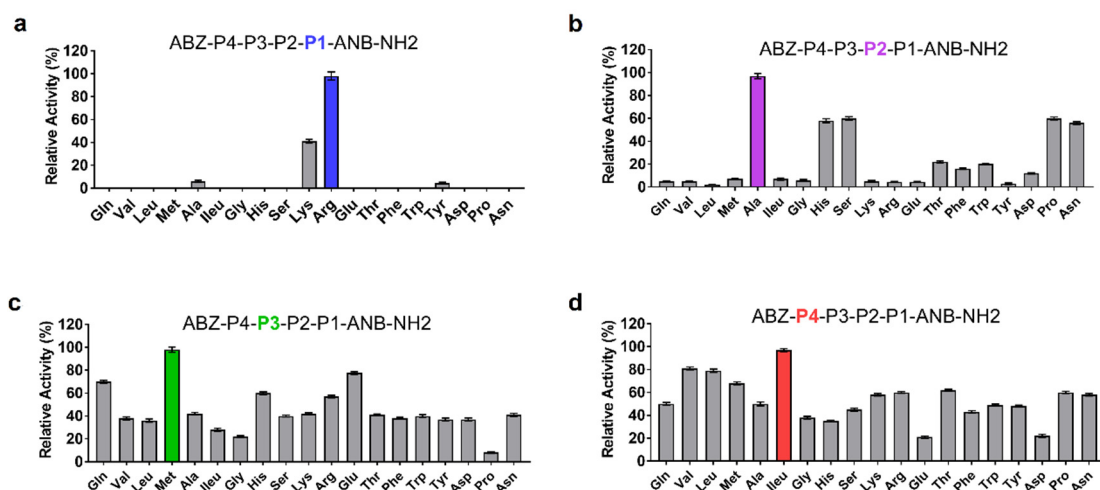 a
ABZ-P4-P3-P2-P1-ANB-NH2
Relative Activity (%)
120
100
80
60
40
20
0
Gln Val Leu Met Ala Ileu Gly His Ser Lys Arg Glu Thr Phe Trp Tyr Asp Pro Asn
b
ABZ-P4-P3-P2-P1-ANB-NH2
Relative Activity (%)
120
100
80
60
40
20
0
Gln Val Leu Met Ala Ileu Gly His Ser Lys Arg Glu Thr Phe Trp Tyr Asp Pro Asn
c
ABZ-P4-P3-P2-P1-ANB-NH2
Relative Activity (%)
120
100
80
60
40
20
0
Gln Val Leu Met Ala Ileu Gly His Ser Lys Arg Glu Thr Phe Trp Tyr Asp Pro Asn
d
ABZ-P4-P3-P2-P1-ANB-NH2
Relative Activity (%)
120
100
80
60
40
20
0
Gln Val Leu Met Ala Ileu Gly His Ser Lys Arg Glu Thr Phe Trp Tyr Asp Pro Asn